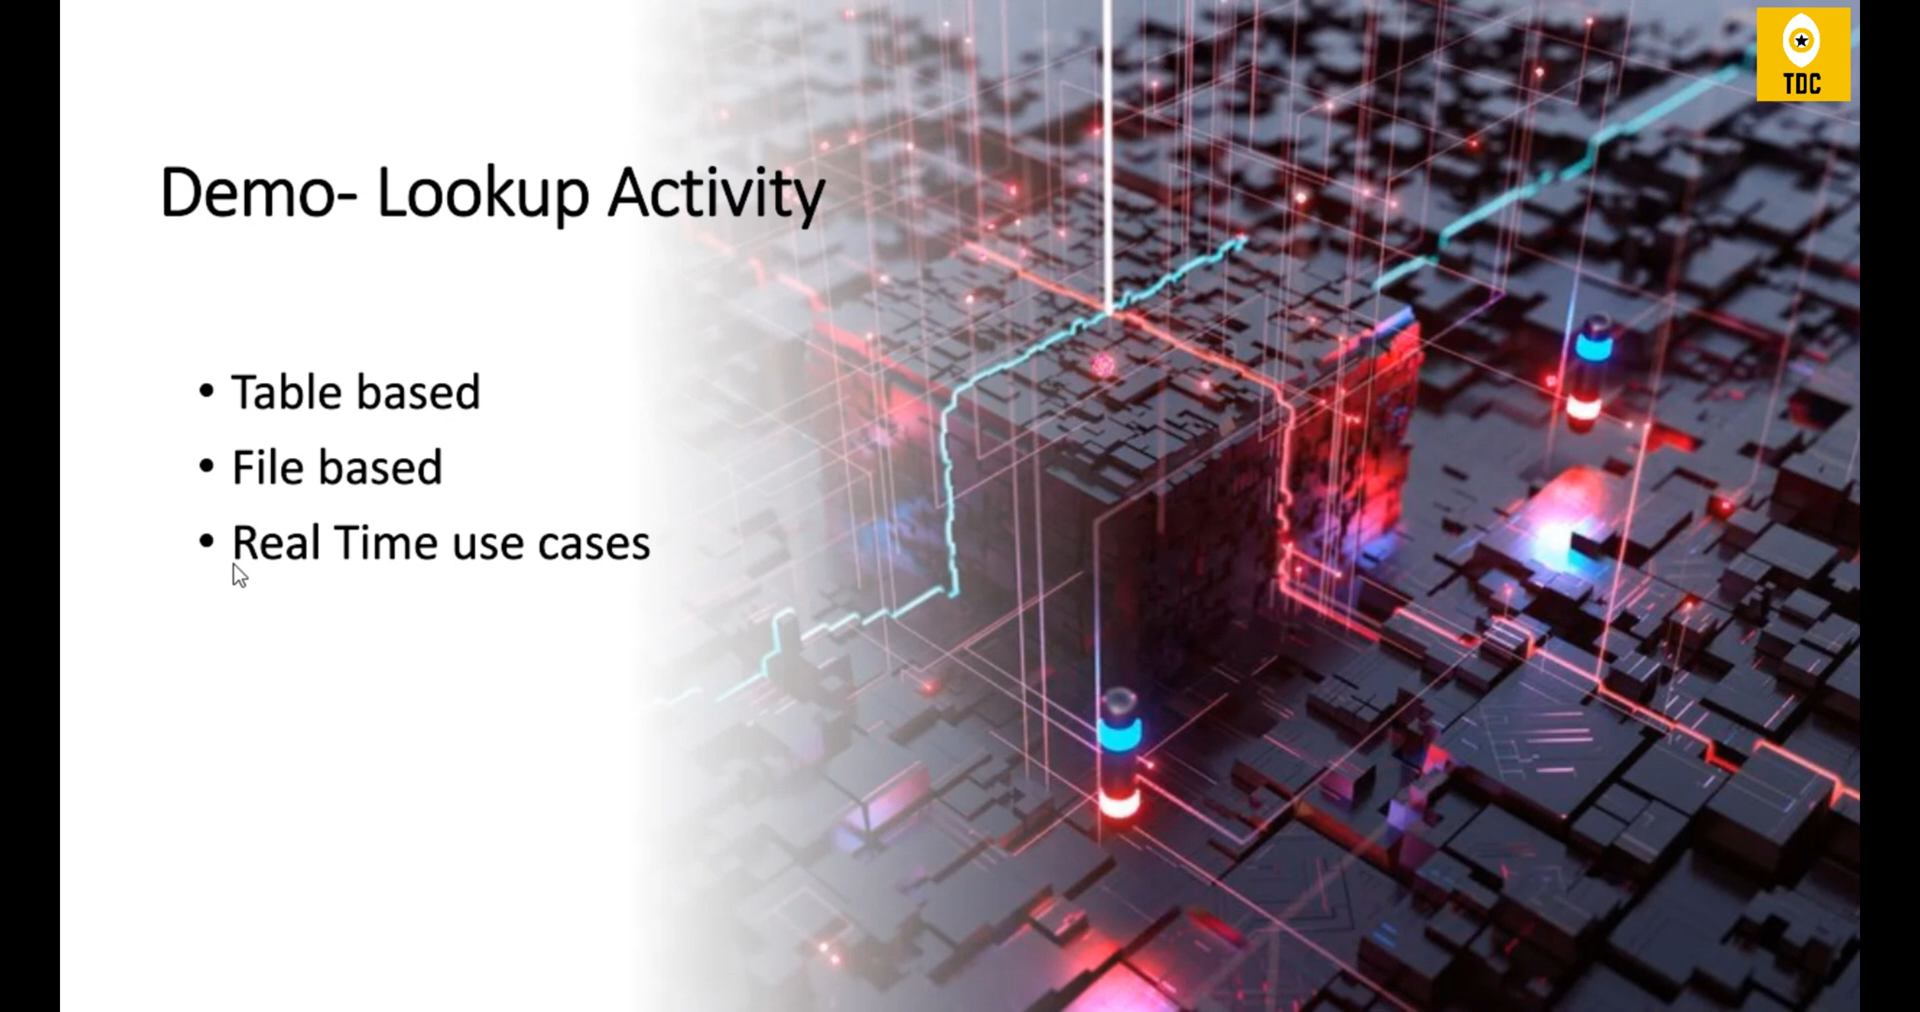 TDC
Demo- Lookup Activity
• Table based
• File based
• Real Time use cases